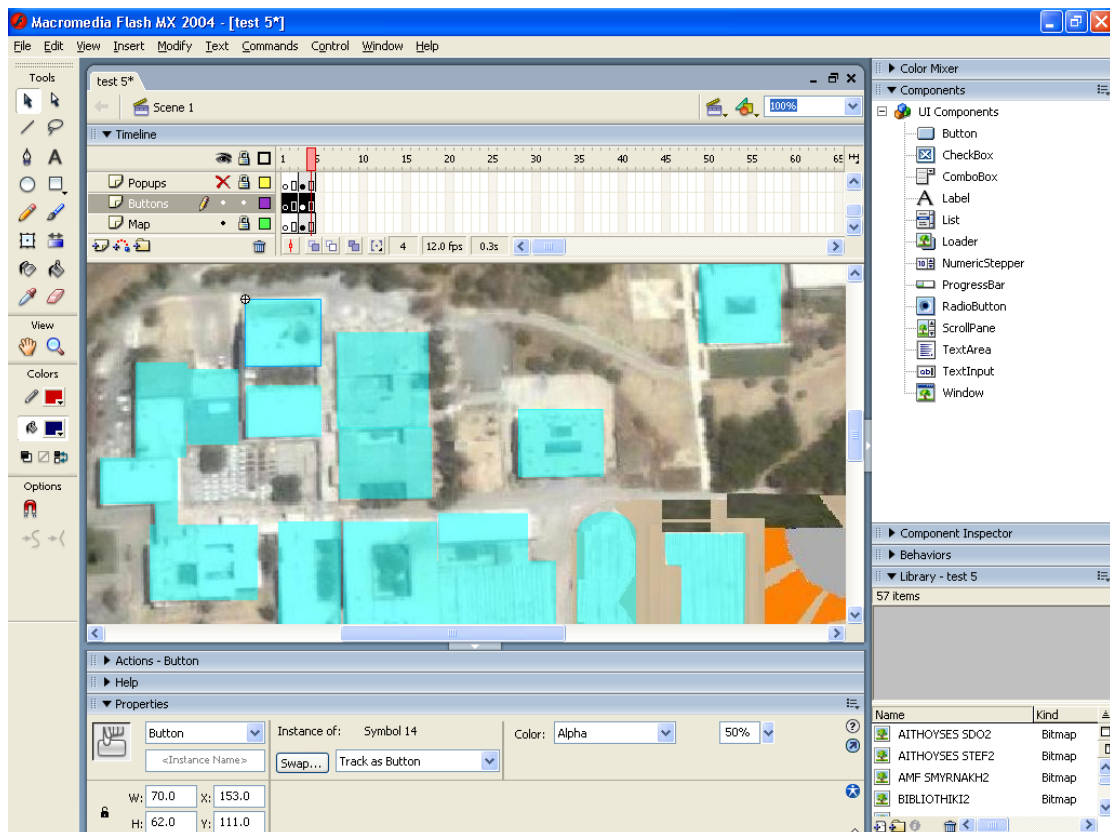 Macromedia Flash MX 2004 - [test 5*]
File Edit View Insert Modify Text Commands Control Window Help
Tools
View
Colors
Options
test 5*
Scene 1
100%
Timeline
1 5 10 15 20 25 30 35 40 45 50 55 60 65
Popups
Buttons
Map
4 12.0 fps 0.3s
Actions - Button
Help
Properties
Button
<Instance Name>
Instance of: Symbol 14
Swap...
Track as Button
Color: Alpha
50%
W: 70.0 X: 153.0
H: 62.0 Y: 111.0
Color Mixer
Components
UI Components
Button
CheckBox
ComboBox
Label
List
Loader
NumericStepper
ProgressBar
RadioButton
ScrollPane
TextArea
TextInput
Window
Component Inspector
Behaviors
Library - test 5
57 items
Name Kind
AITHOYSES SDO2 Bitmap
AITHOYSES STEF2 Bitmap
AMF SMYRNAKH2 Bitmap
BIBLIOTHIKI2 Bitmap